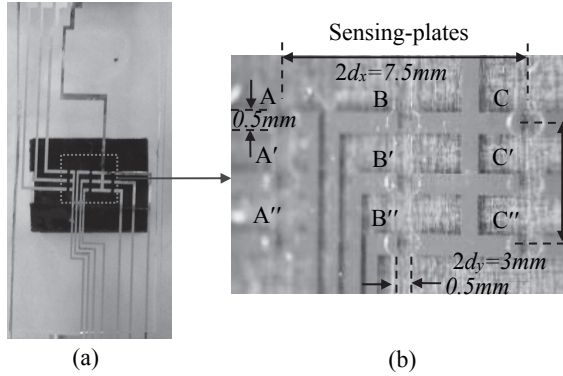 Sensing-plates
2dx=7.5mm
A B C
0.5mm
A′ B′ C′
A′′ B′′ C′′
2dy=3mm
0.5mm
(a) (b)